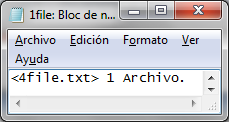 1file: Bloc de n...
Archivo Edición Formato Ver
Ayuda
<4file.txt> 1 Archivo.